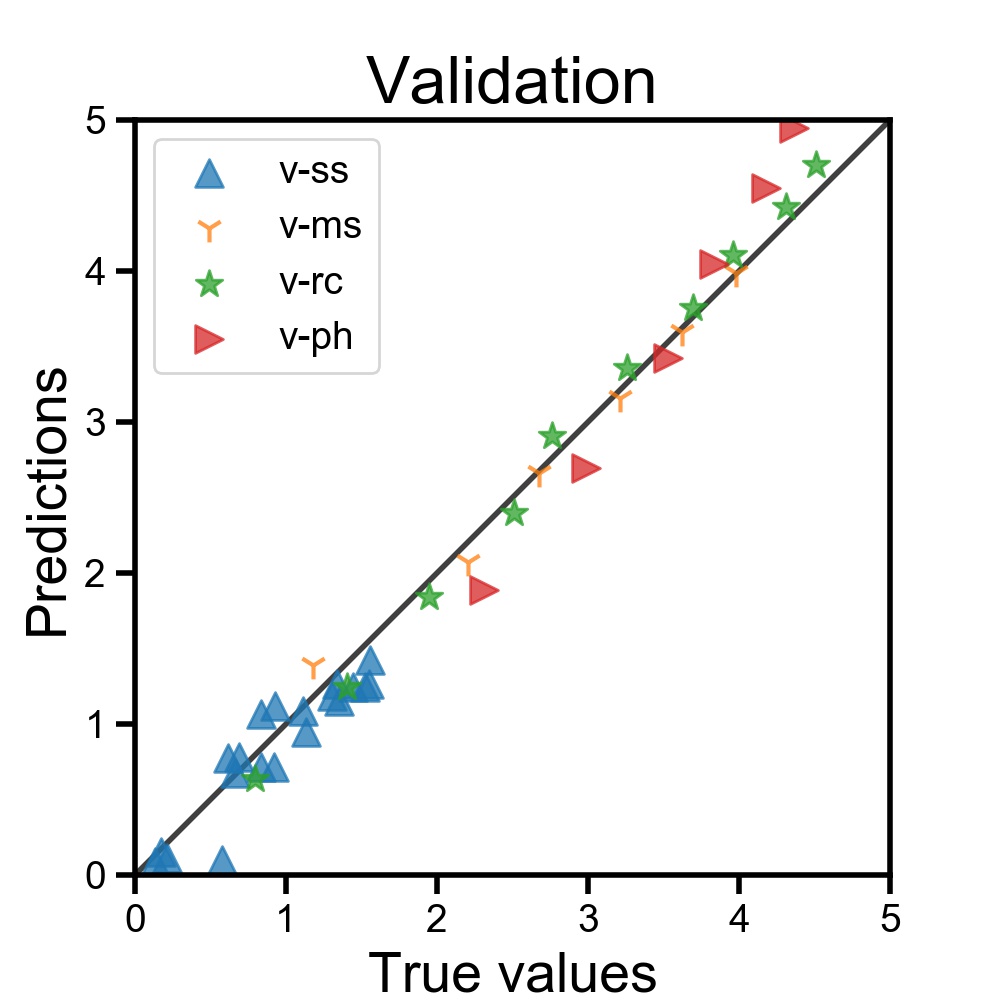 Validation
v-ss
v-ms
v-rc
v-ph
Predictions
5
4
3
2
1
0
0 1 2 3 4 5
True values